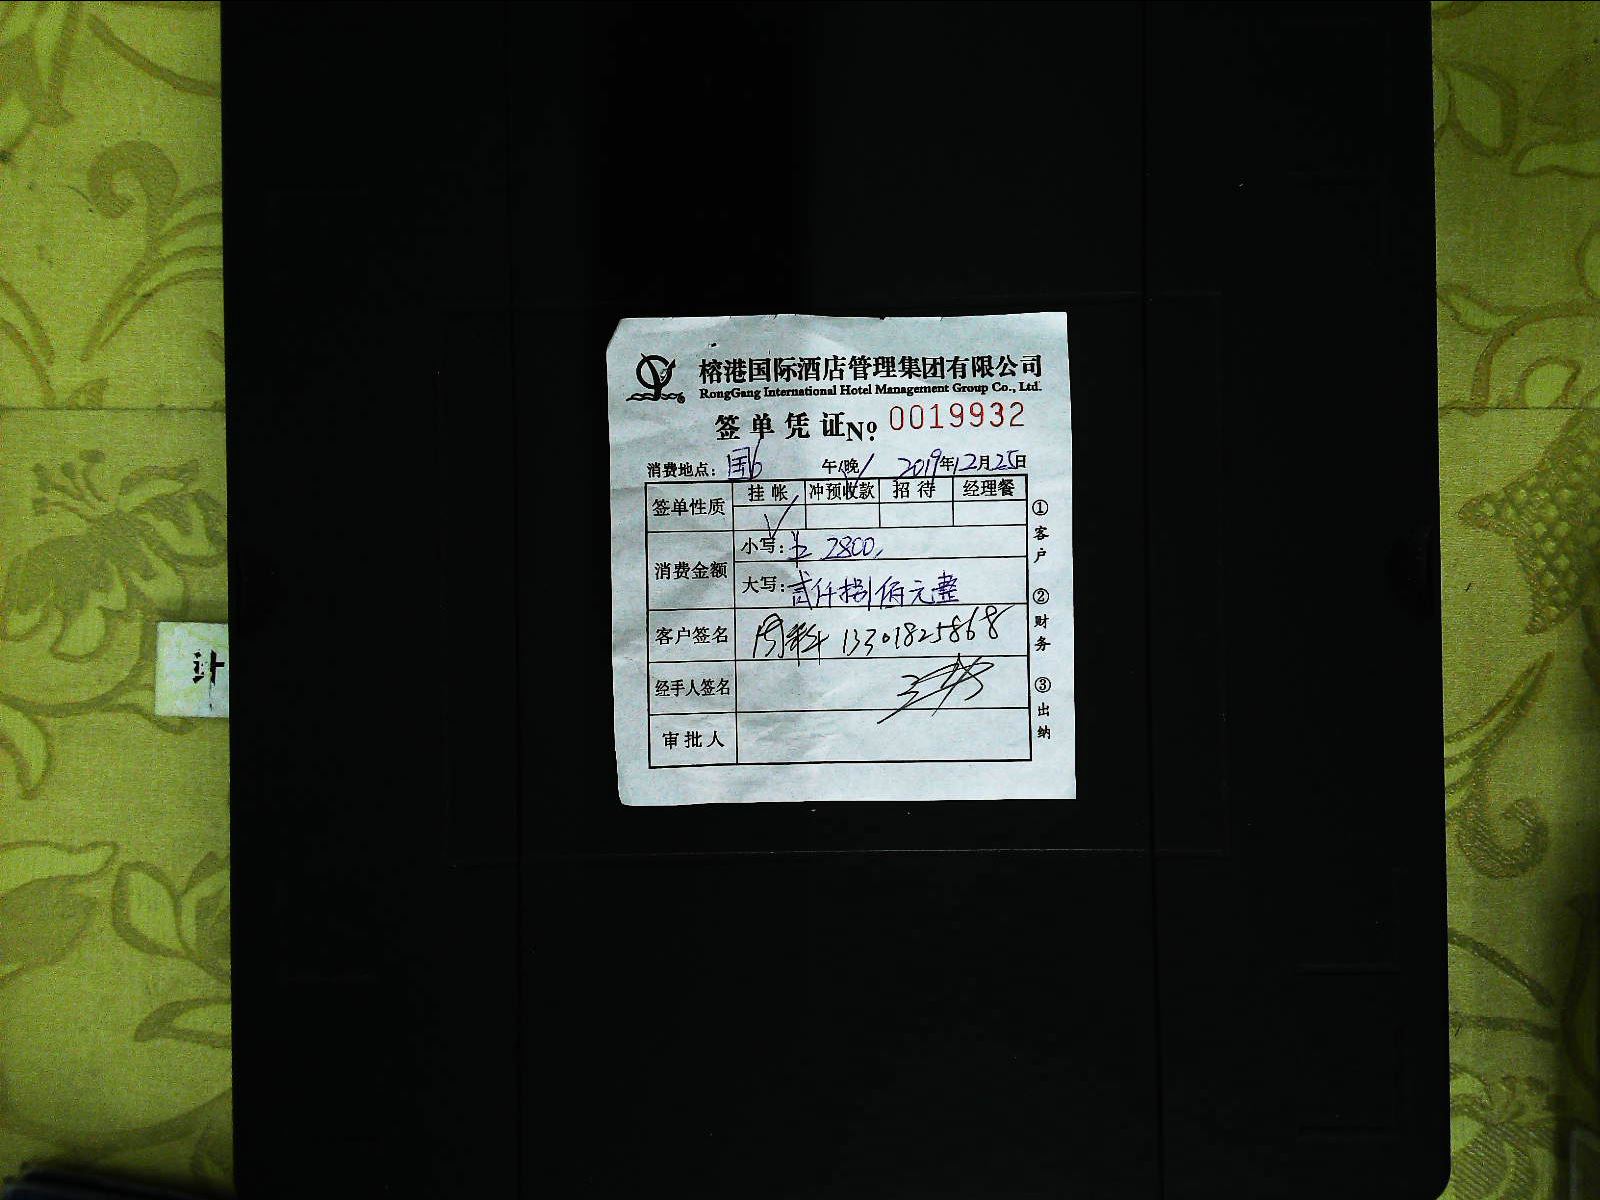 榕港国际酒店管理集团有限公司
RongGang International Hotel Management Group Co., Ltd.
签单凭证 No. 0019932
消费地点：国6 午(晚) 2019年12月25日
签单性质 挂帐 冲预收款 招待 经理餐
✓
消费金额 小写：¥ 2800.
大写：贰仟捌佰元整
客户签名 13301825868
经手人签名
审批人
①客户 ②财务 ③出纳
计